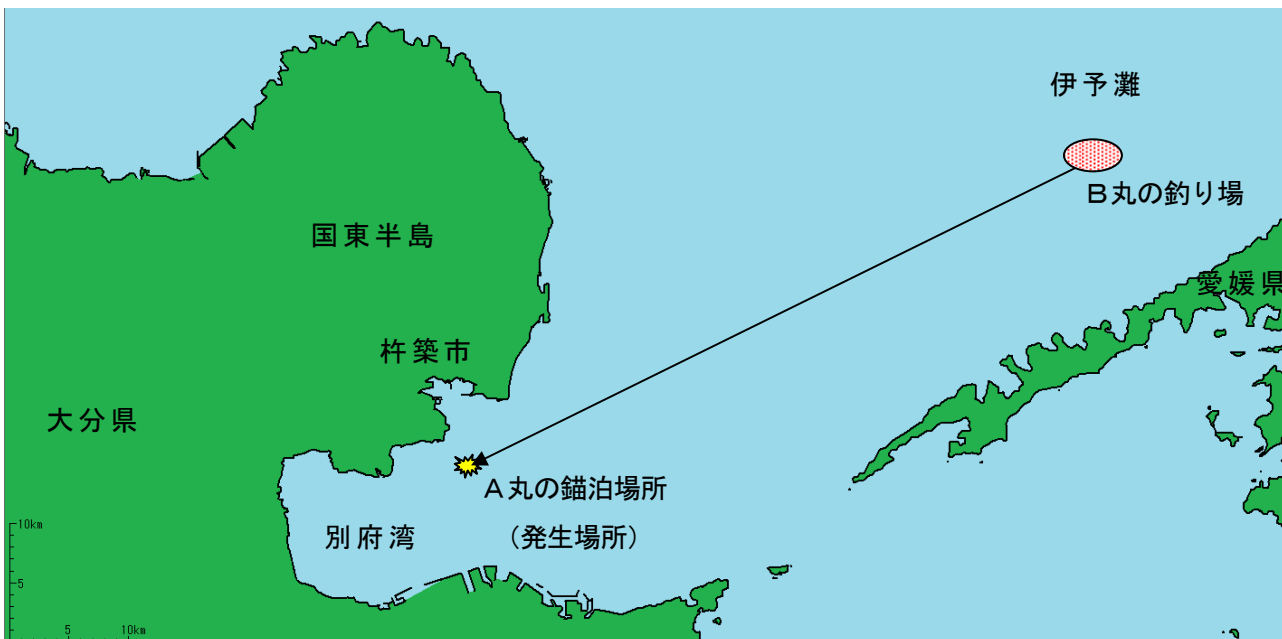 伊予灘
B丸の釣り場
国東半島
愛媛県
杵築市
大分県
A丸の錨泊場所
(発生場所)
別府湾
10km
5
5
10km